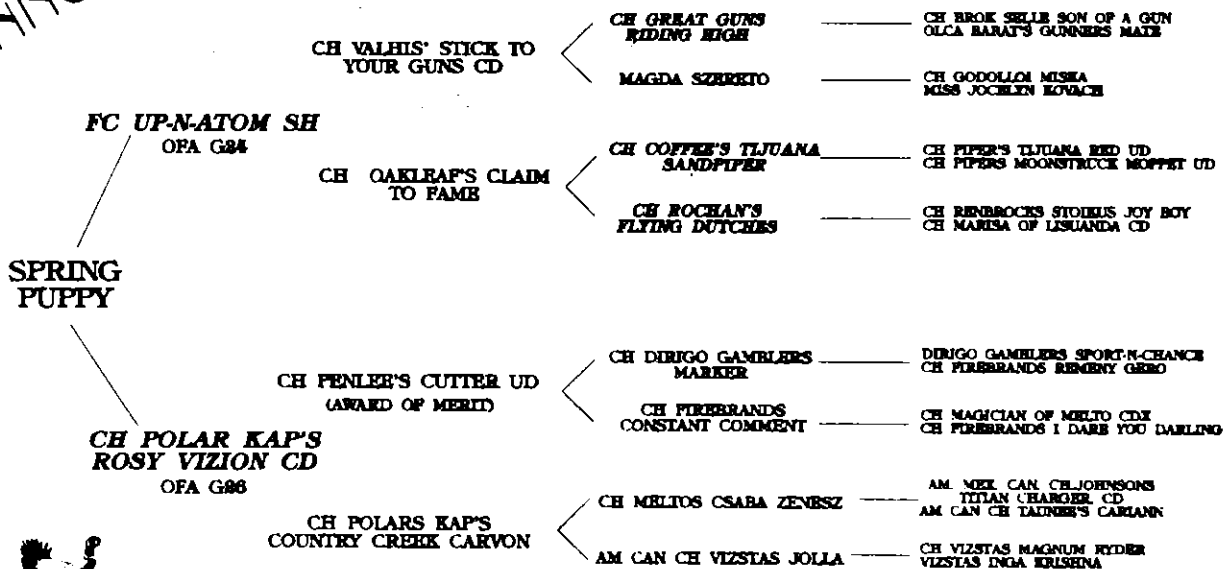 CH GREAT GUNS
RIDING HIGH
CH BROK SELLE SON OF A GUN
OLCA BARAT'S GUNNERS MATE
CH VALHIS' STICK TO
YOUR GUNS CD
MAGDA SZERETO
CH GODOLLOI MISKA
MISS JOCELYN KOVACH
FC UP-N-ATOM SH
OFA G24
CH COFFEE'S TIJUANA
SANDPIPER
CH PIPER'S TIJUANA RED UD
CH PIPERS MOONSTRUCK MOPPET UD
CH OAKLEAF'S CLAIM
TO FAME
CH ROCHAN'S
FLYING DUTCHES
CH RENBROCKS STOIKUS JOY BOY
CH MARISA OF LISUANDA CD
SPRING
PUPPY
CH DIRIGO GAMBLERS
MARKER
DIRIGO GAMBLERS SPORT-N-CHANCE
CH FIREBRANDS REMENY GERO
CH PENLEE'S CUTTER UD
(AWARD OF MERIT)
CH FIREBRANDS
CONSTANT COMMENT
CH MAGICIAN OF MELTO CDX
CH FIREBRANDS I DARE YOU DARLING
CH POLAR KAP'S
ROSY VIZION CD
OFA G26
CH MELTOS CSABA ZENESZ
AM. MEX. CAN. CH. JOHNSONS
TITIAN CHARGER CD
AM CAN CH TAUNEE'S CARIANN
CH POLARS KAP'S
COUNTRY CREEK CARVON
AM CAN CH VIZSTAS JOLLA
CH VIZSTAS MAGNUM RYDER
VIZSTAS INGA KRISHNA